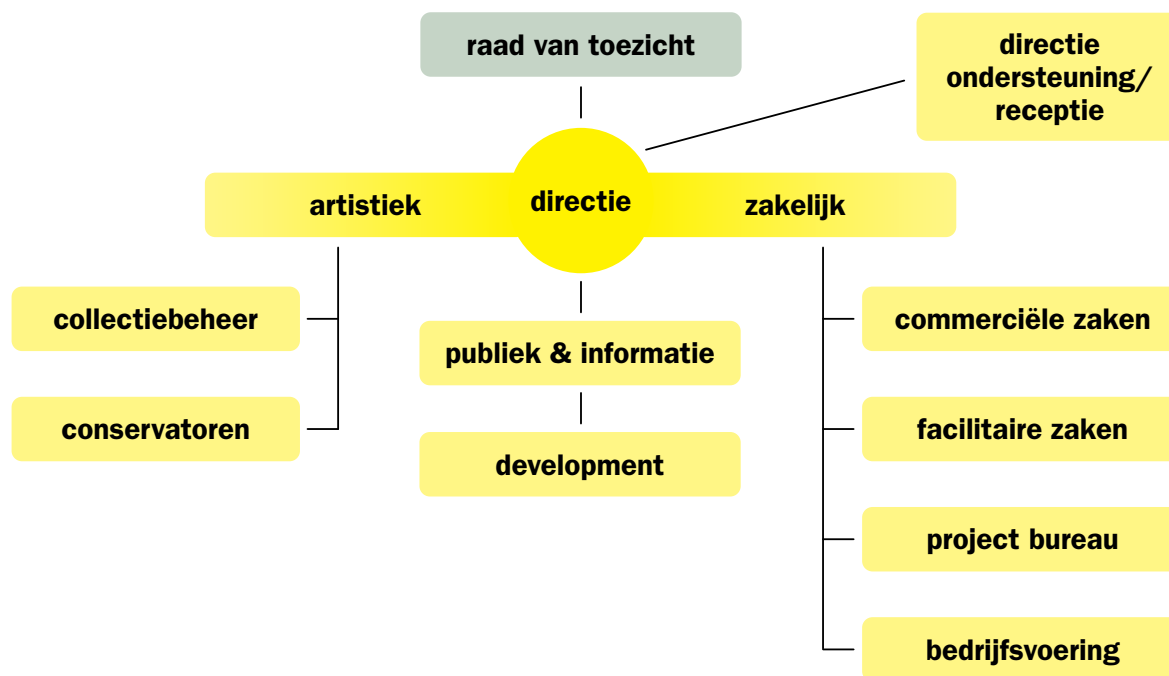 raad van toezicht
directie
ondersteuning/
receptie
artistiek
directie
zakelijk
collectiebeheer
conservatoren
publiek & informatie
development
commerciële zaken
facilitaire zaken
project bureau
bedrijfsvoering